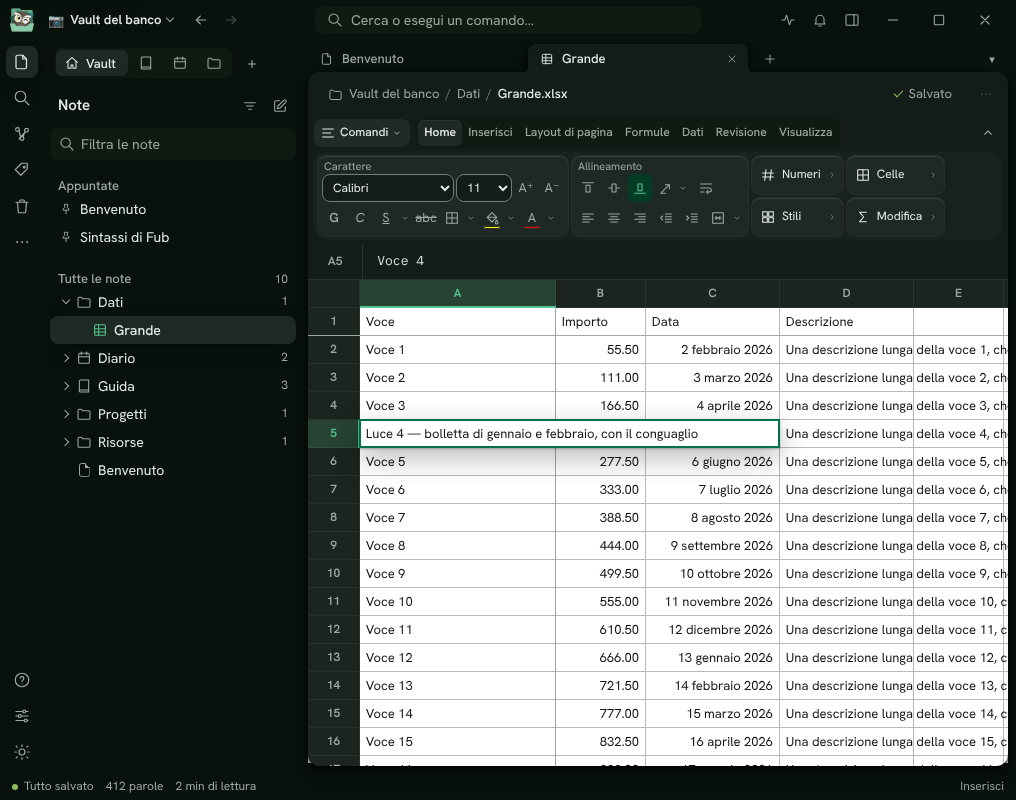 Vault del banco
Cerca o esegui un comando…
Vault
Benvenuto
Grande
Note
Filtra le note
Appuntate
Benvenuto
Sintassi di Fub
Tutte le note 10
Dati 1
Grande
Diario 2
Guida 3
Progetti 1
Risorse 1
Benvenuto
Vault del banco / Dati / Grande.xlsx
Salvato
Comandi
Home Inserisci Layout di pagina Formule Dati Revisione Visualizza
Carattere
Calibri 11 A⁺ A⁻
G C S abc A
Allineamento
Numeri
Celle
Stili
Modifica
A5 Voce 4
A B C D E
1 Voce Importo Data Descrizione
2 Voce 1 55.50 2 febbraio 2026 Una descrizione lunga della voce 1, ch
3 Voce 2 111.00 3 marzo 2026 Una descrizione lunga della voce 2, ch
4 Voce 3 166.50 4 aprile 2026 Una descrizione lunga della voce 3, ch
5 Luce 4 — bolletta di gennaio e febbraio, con il conguaglio Una descrizione lunga della voce 4, ch
6 Voce 5 277.50 6 giugno 2026 Una descrizione lunga della voce 5, ch
7 Voce 6 333.00 7 luglio 2026 Una descrizione lunga della voce 6, ch
8 Voce 7 388.50 8 agosto 2026 Una descrizione lunga della voce 7, ch
9 Voce 8 444.00 9 settembre 2026 Una descrizione lunga della voce 8, ch
10 Voce 9 499.50 10 ottobre 2026 Una descrizione lunga della voce 9, ch
11 Voce 10 555.00 11 novembre 2026 Una descrizione lunga della voce 10, c
12 Voce 11 610.50 12 dicembre 2026 Una descrizione lunga della voce 11, c
13 Voce 12 666.00 13 gennaio 2026 Una descrizione lunga della voce 12, c
14 Voce 13 721.50 14 febbraio 2026 Una descrizione lunga della voce 13, c
15 Voce 14 777.00 15 marzo 2026 Una descrizione lunga della voce 14, c
16 Voce 15 832.50 16 aprile 2026 Una descrizione lunga della voce 15, c
Tutto salvato 412 parole 2 min di lettura
Inserisci